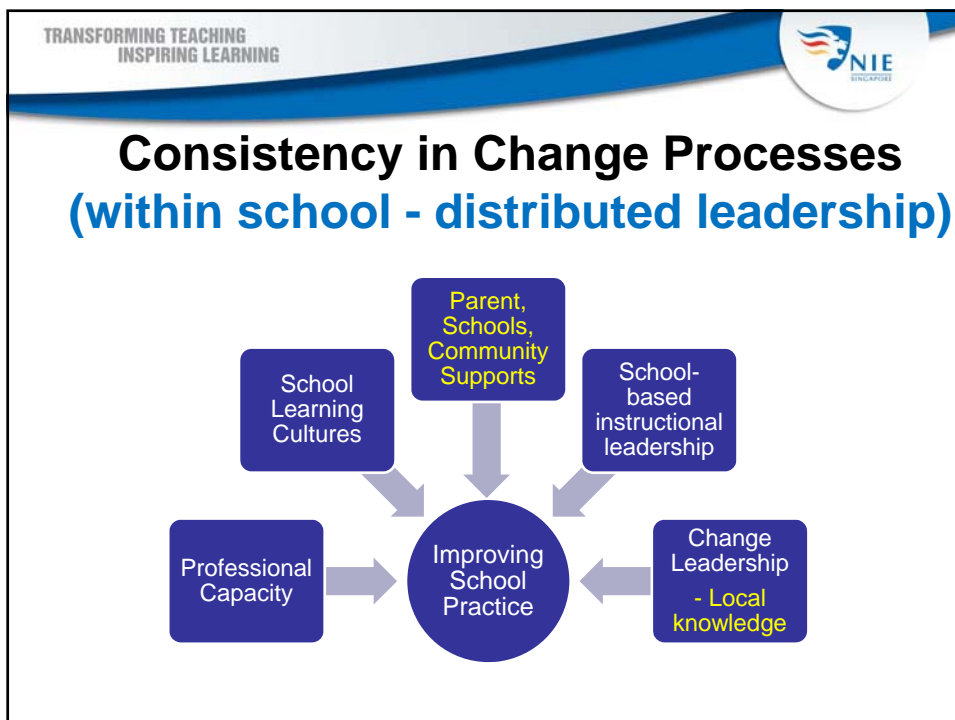 TRANSFORMING TEACHING
INSPIRING LEARNING
NIE
SINGAPORE
Consistency in Change Processes
(within school - distributed leadership)
Parent,
Schools,
Community
Supports
School
Learning
Cultures
School-
based
instructional
leadership
Professional
Capacity
Improving
School
Practice
Change
Leadership
- Local
knowledge